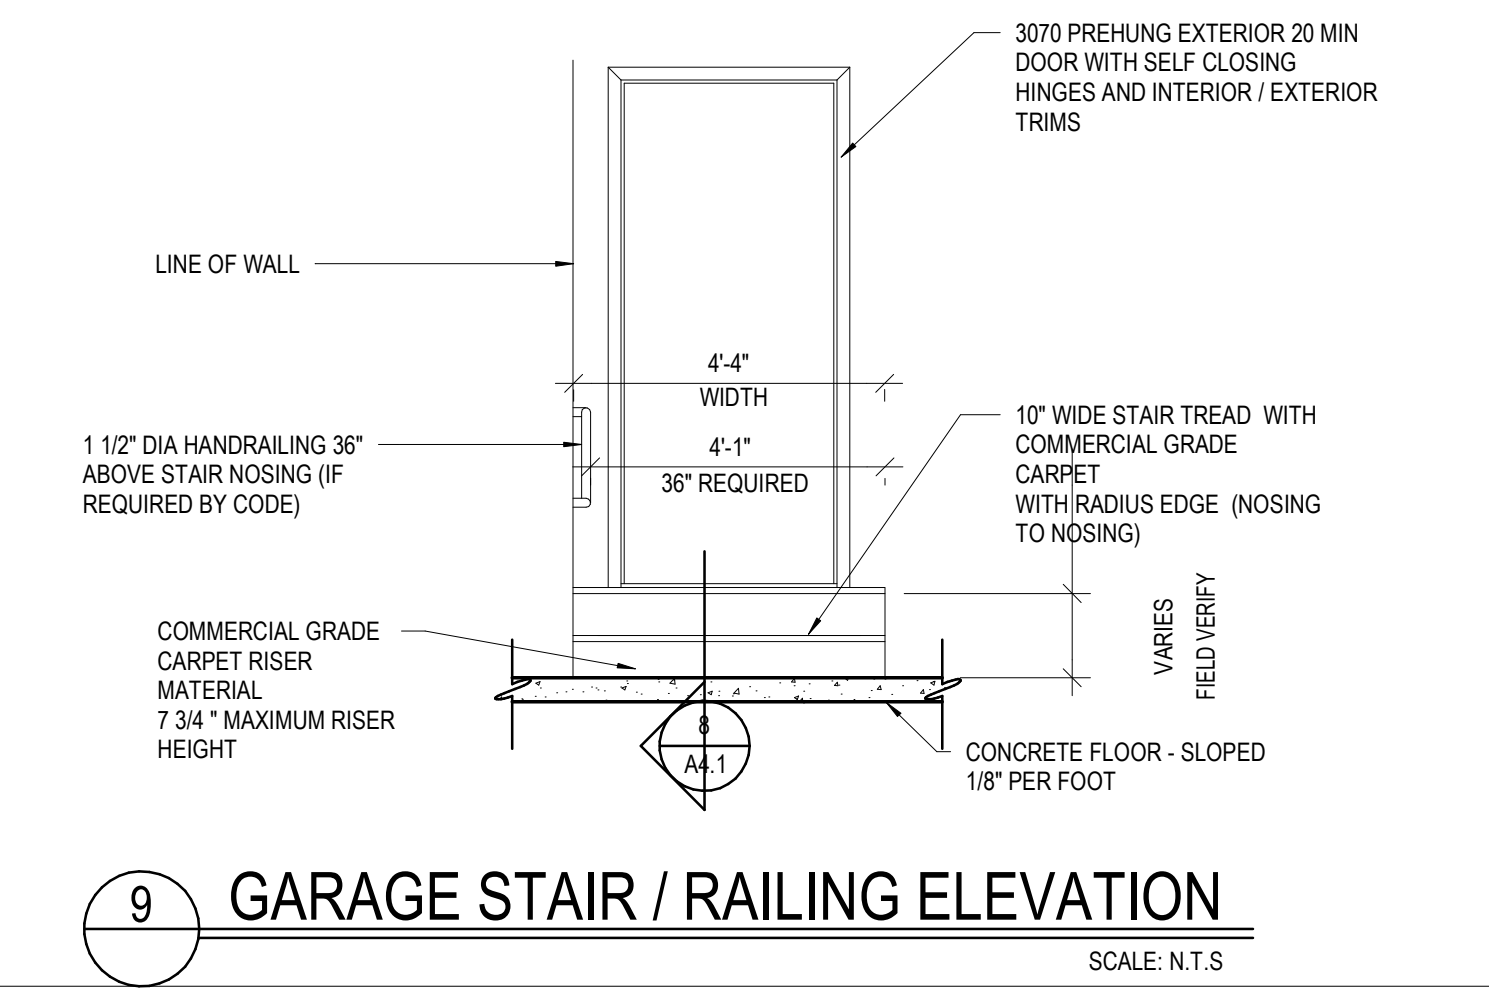 3070 PREHUNG EXTERIOR 20 MIN
DOOR WITH SELF CLOSING
HINGES AND INTERIOR / EXTERIOR
TRIMS
LINE OF WALL
4'-4"
WIDTH
1 1/2" DIA HANDRAILING 36"
ABOVE STAIR NOSING (IF
REQUIRED BY CODE)
4'-1"
36" REQUIRED
10" WIDE STAIR TREAD WITH
COMMERCIAL GRADE
CARPET
WITH RADIUS EDGE (NOSING
TO NOSING)
VARIES
FIELD VERIFY
COMMERCIAL GRADE
CARPET RISER
MATERIAL
7 3/4 " MAXIMUM RISER
HEIGHT
8
A4.1
CONCRETE FLOOR - SLOPED
1/8" PER FOOT
9
GARAGE STAIR / RAILING ELEVATION
SCALE: N.T.S